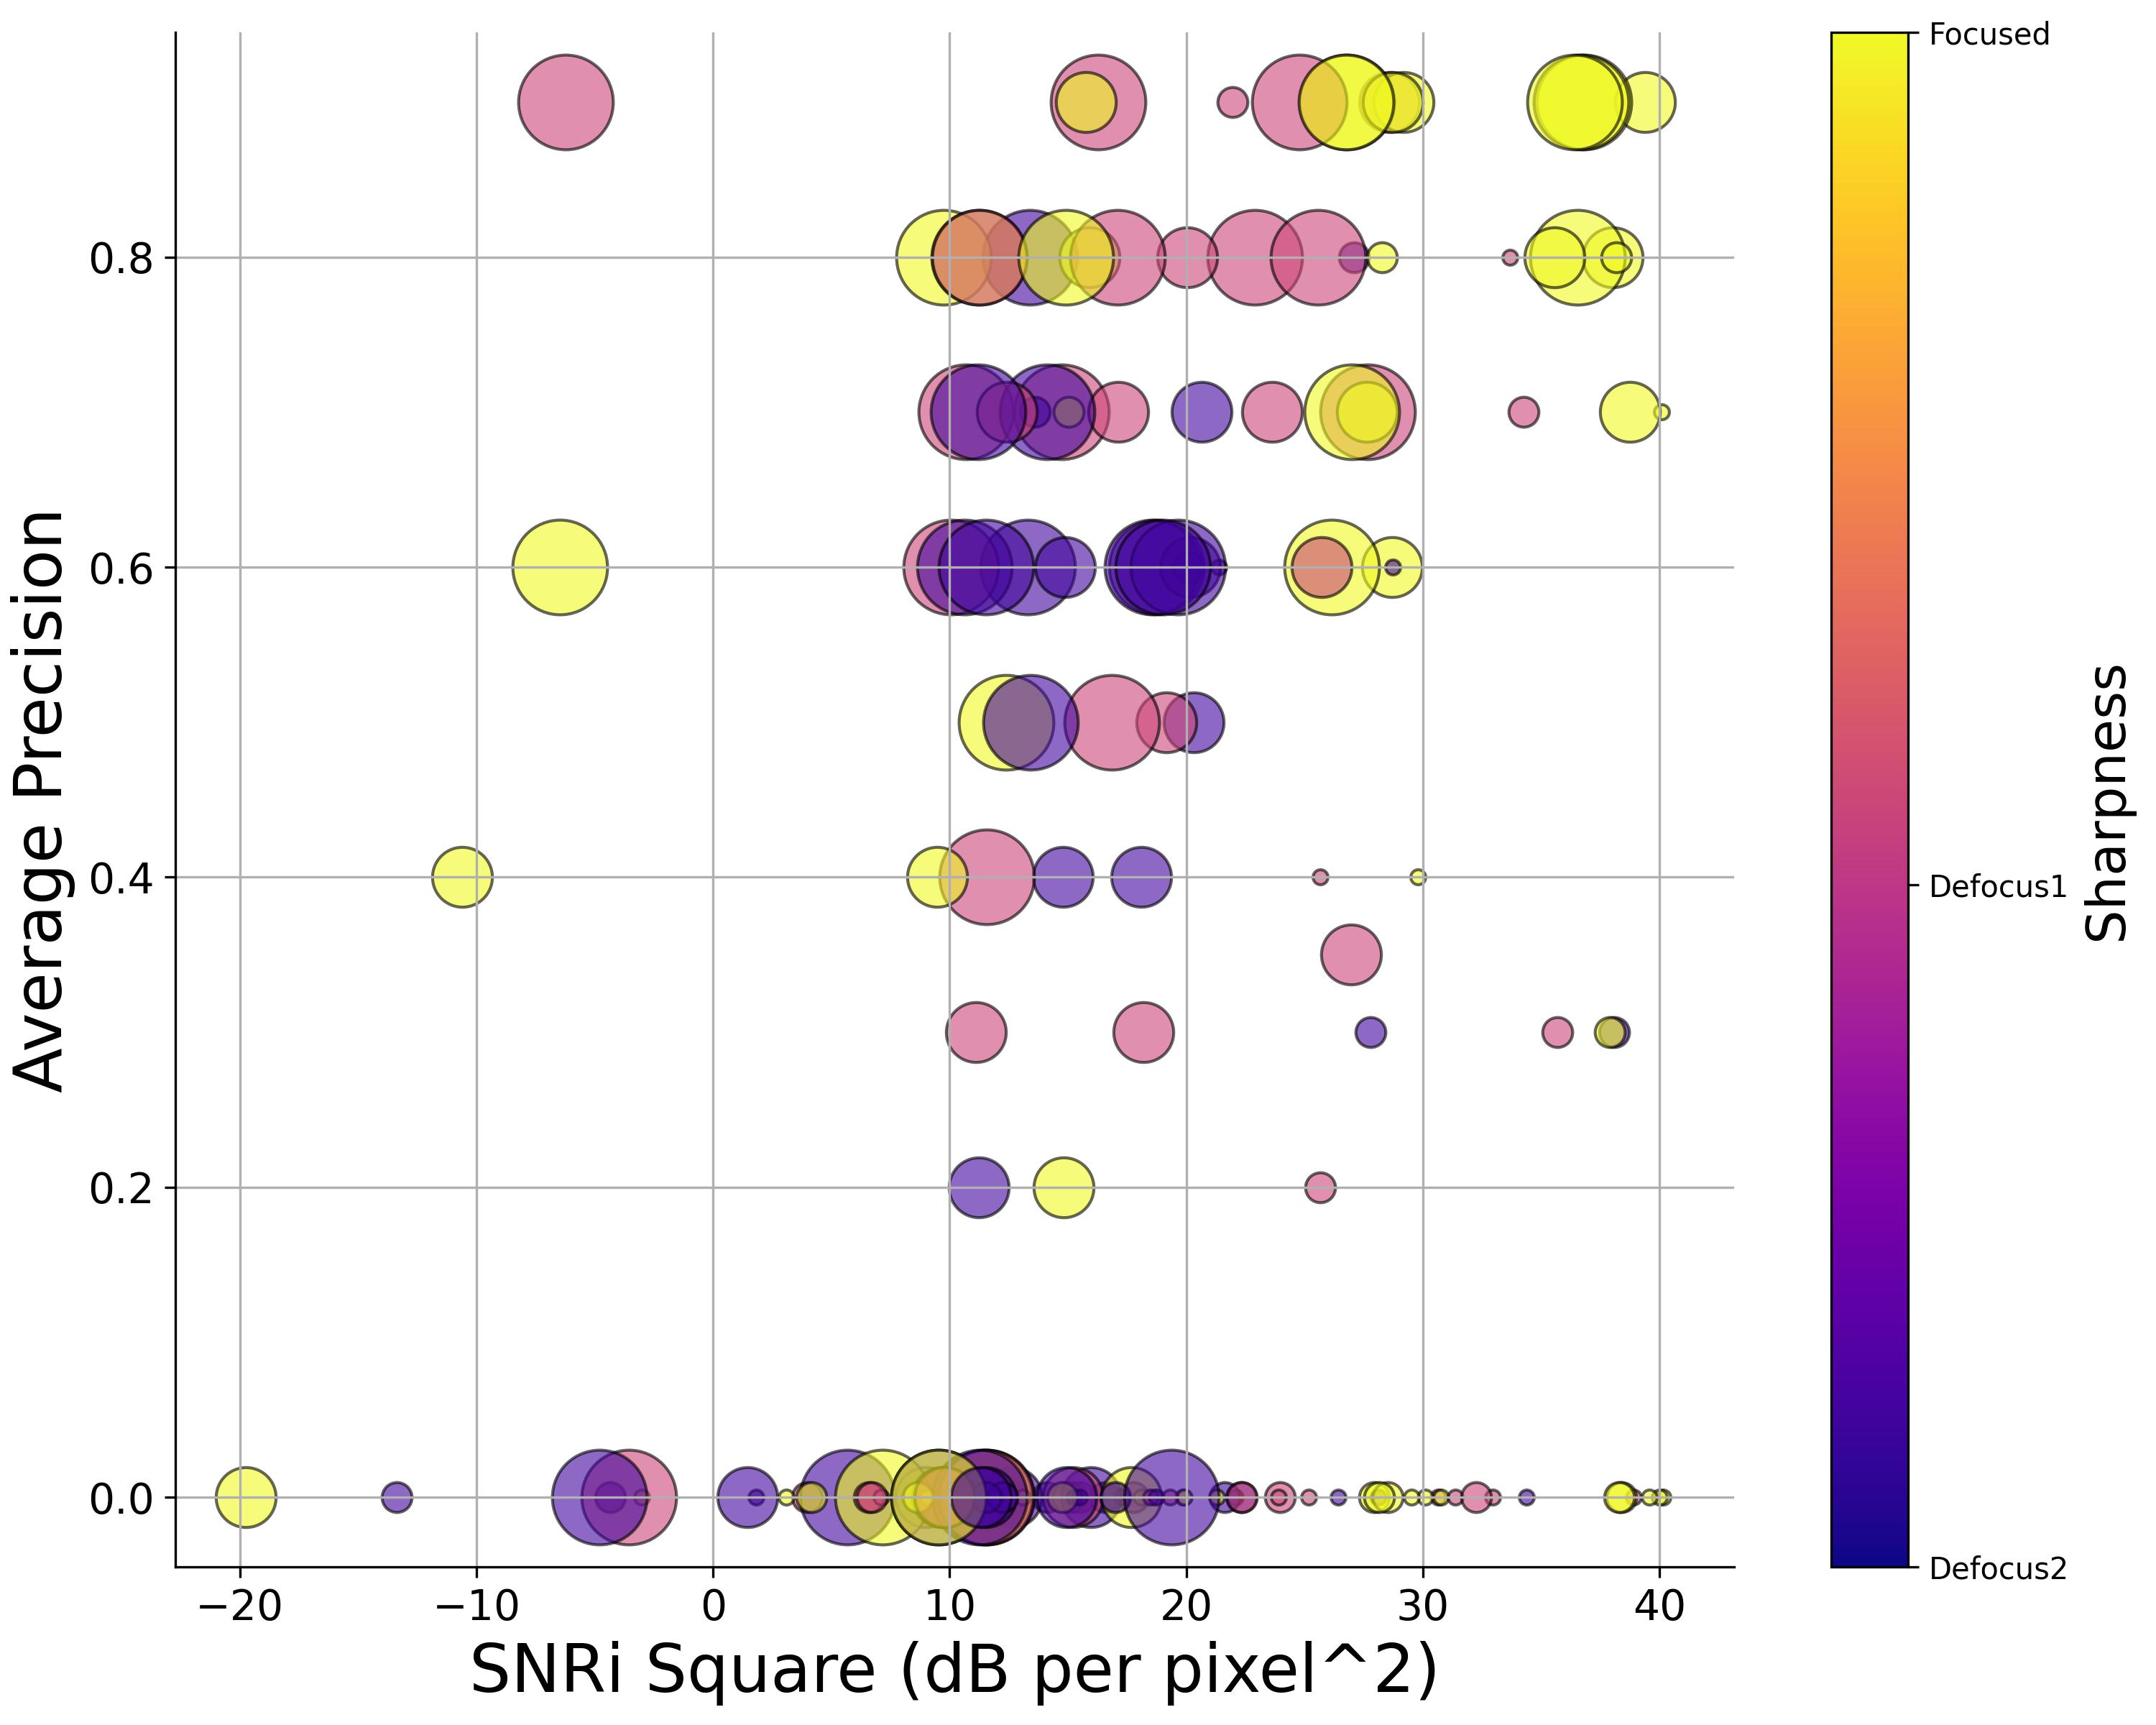 Average Precision
0.8
0.6
0.4
0.2
0.0
−20 −10 0 10 20 30 40
SNRi Square (dB per pixel^2)
Focused
Defocus1
Defocus2
Sharpness